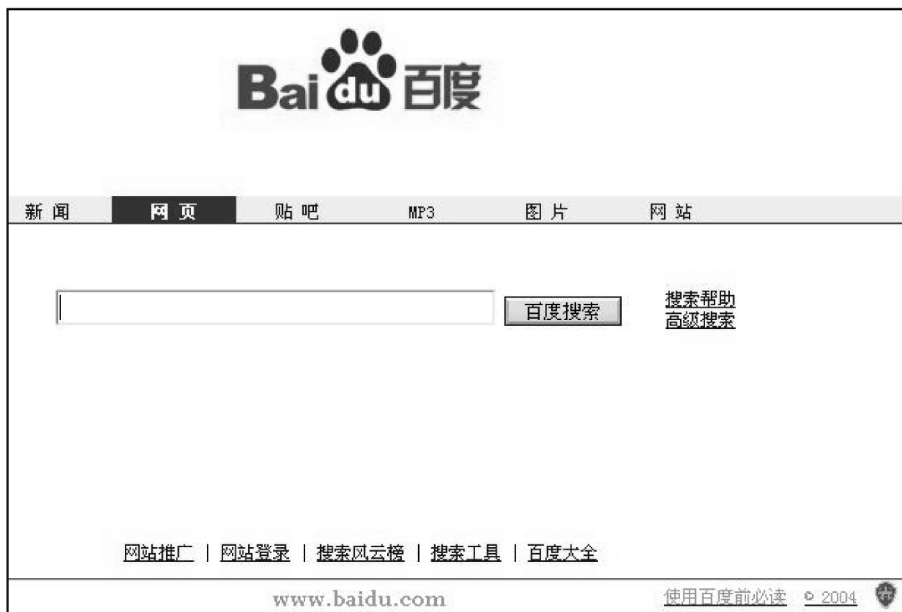 Bai du 百度
新 闻 网 页 贴 吧 MP3 图 片 网 站
百度搜索 搜索帮助
高级搜索
网站推广 | 网站登录 | 搜索风云榜 | 搜索工具 | 百度大全
www.baidu.com 使用百度前必读 © 2004